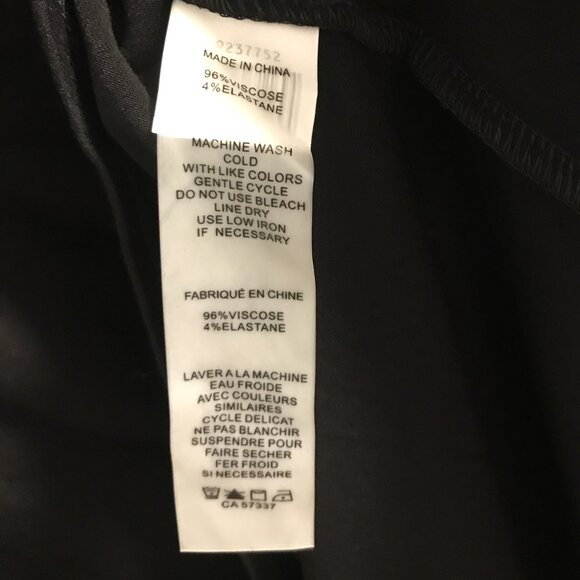 9237752
MADE IN CHINA
96%VISCOSE
4%ELASTANE
MACHINE WASH
COLD
WITH LIKE COLORS
GENTLE CYCLE
DO NOT USE BLEACH
LINE DRY
USE LOW IRON
IF NECESSARY
FABRIQUÉ EN CHINE
96%VISCOSE
4%ELASTANE
LAVER A LA MACHINE
EAU FROIDE
AVEC COULEURS
SIMILAIRES
CYCLE DELICAT
NE PAS BLANCHIR
SUSPENDRE POUR
FAIRE SECHER
FER FROID
SI NECESSAIRE
CA 57337